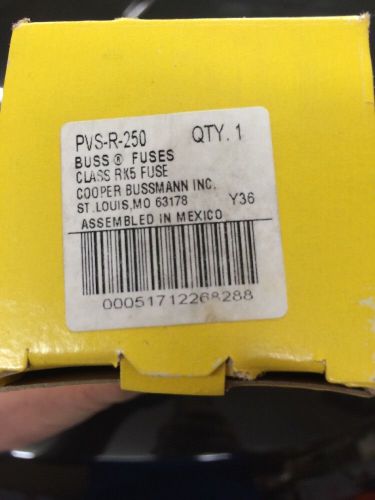 PVS-R-250 QTY. 1
BUSS ® FUSES
CLASS RK5 FUSE
COOPER BUSSMANN INC.
ST.LOUIS,MO 63178 Y36
ASSEMBLED IN MEXICO
00051712268288